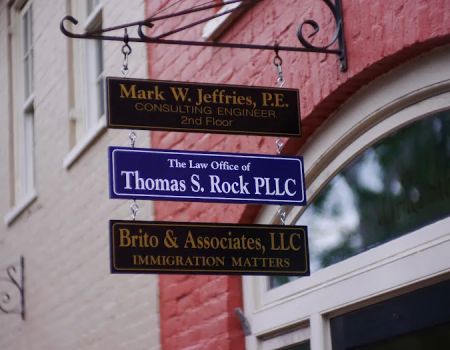 Mark W. Jeffries, P.E.
CONSULTING ENGINEER
2nd Floor
The Law Office of
Thomas S. Rock PLLC
Brito & Associates, LLC
IMMIGRATION MATTERS